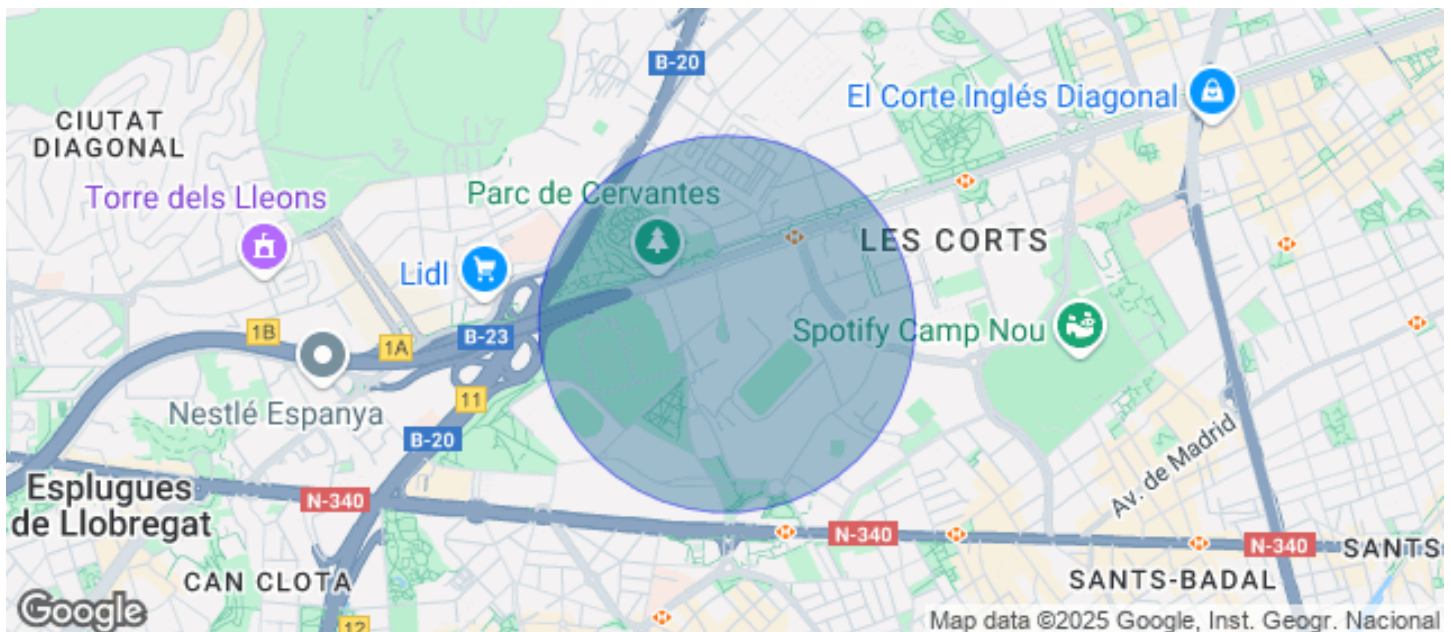 B-20
El Corte Inglés Diagonal
CIUTAT
DIAGONAL
Parc de Cervantes
Torre dels Lleons
LES CORTS
Lidl
1B
1A
B-23
Spotify Camp Nou
Nestlé Espanya
11
B-20
Av. de Madrid
Esplugues
de Llobregat
N-340
N-340
N-340
SANTS
CAN CLOTA
SANTS-BADAL
Google
12
Map data ©2025 Google, Inst. Geogr. Nacional